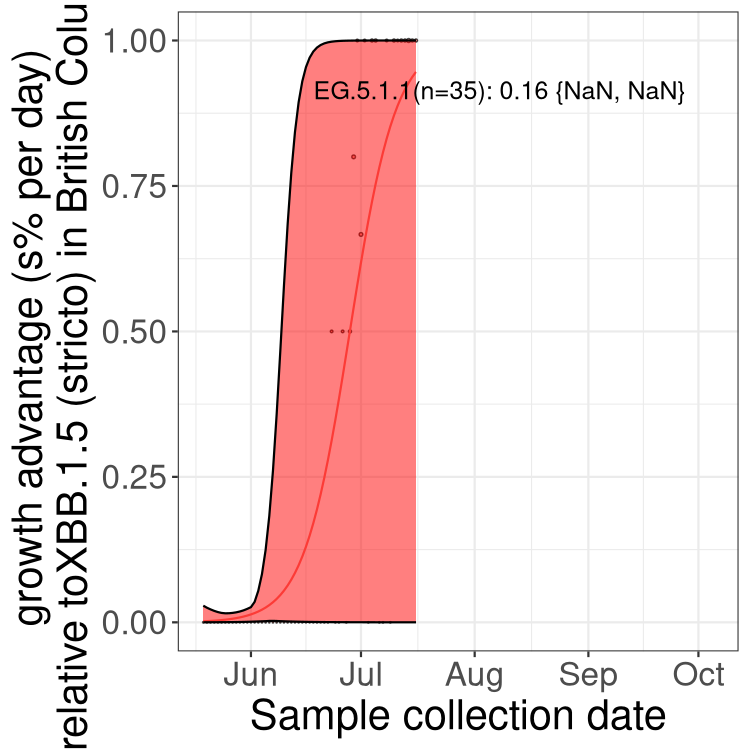 growth advantage (s% per day)
relative toXBB.1.5 (stricto) in British Colu
1.00
0.75
0.50
0.25
0.00
EG.5.1.1(n=35): 0.16 {NaN, NaN}
Jun Jul Aug Sep Oct
Sample collection date